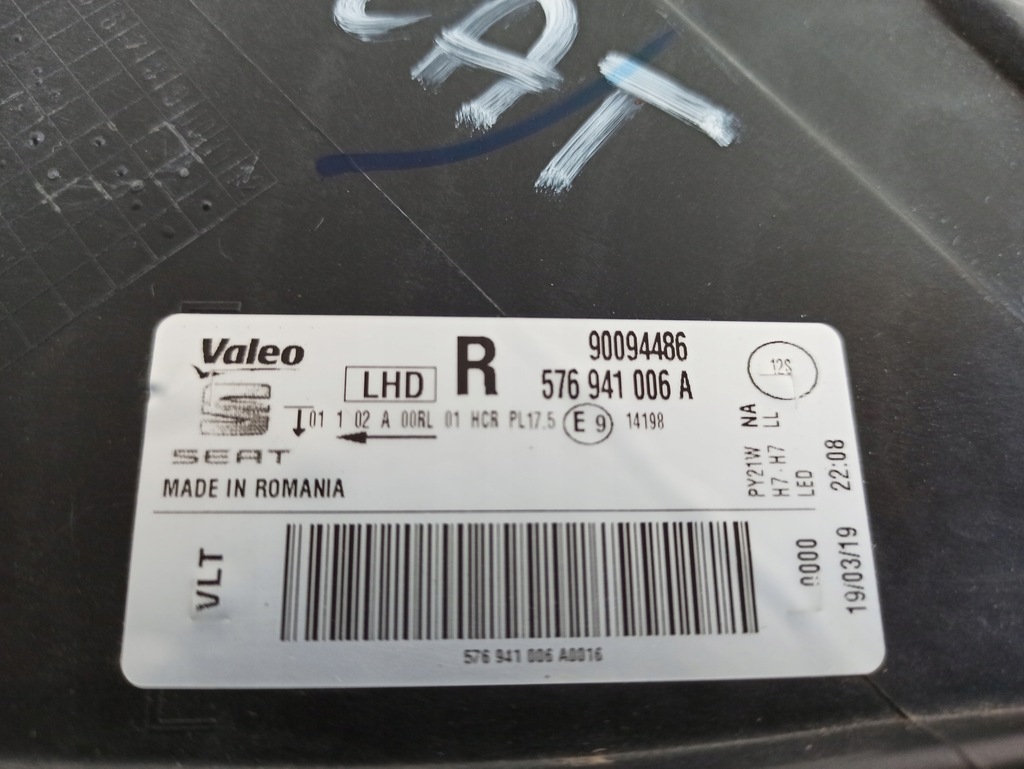 CAT
Valeo
LHD
R
90094486
576 941 006 A
12S
01 1 02 A 00RL 01 HCR PL17.5 E 9 14198
SEAT
MADE IN ROMANIA
PY21W NA
H7-H7 LL
LED
22:08
VLT
0000
19/03/19
576 941 006 A0016